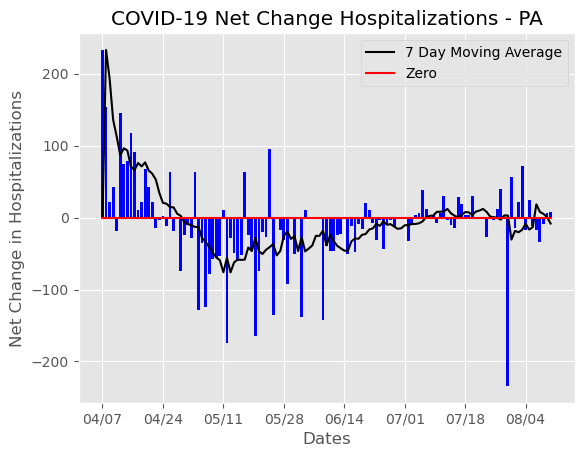 COVID-19 Net Change Hospitalizations - PA
7 Day Moving Average
Zero
Net Change in Hospitalizations
200
100
0
−100
−200
04/07 04/24 05/11 05/28 06/14 07/01 07/18 08/04
Dates